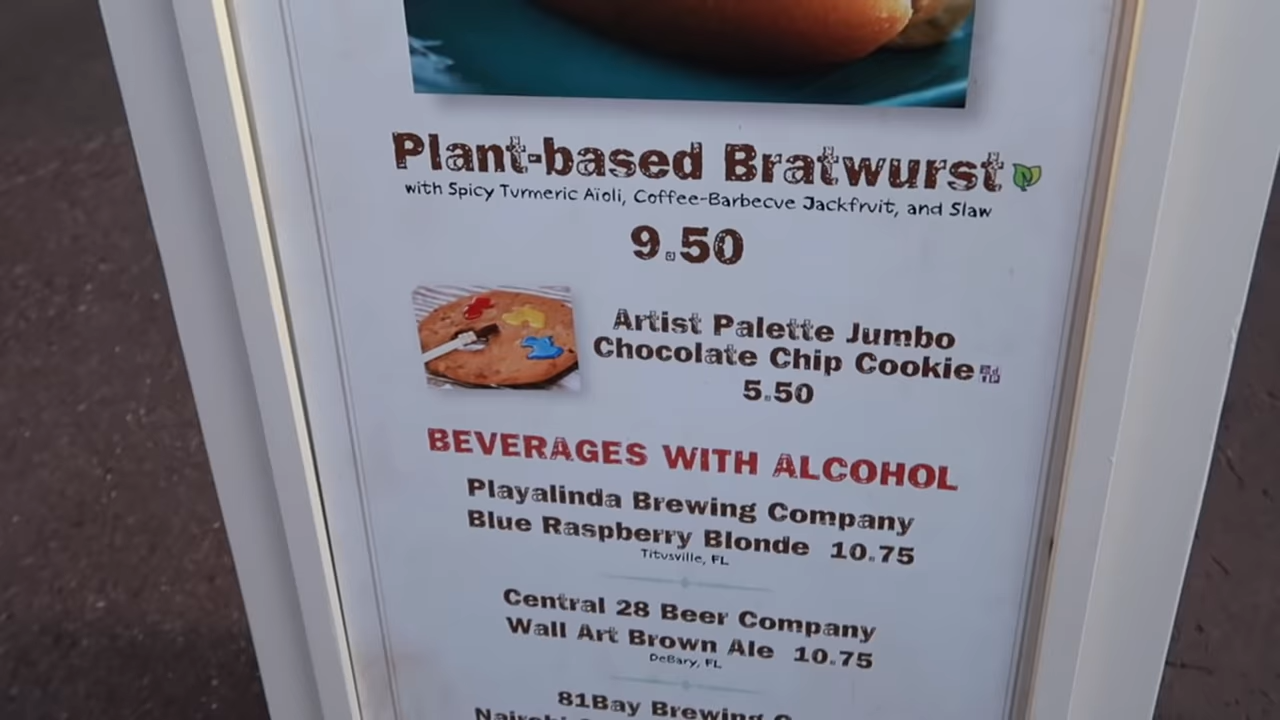 Plant-based Bratwurst
with Spicy Turmeric Aïoli, Coffee-Barbecue Jackfruit, and Slaw
9.50
Artist Palette Jumbo
Chocolate Chip Cookie
5.50
BEVERAGES WITH ALCOHOL
Playalinda Brewing Company
Blue Raspberry Blonde 10.75
Titusville, FL
Central 28 Beer Company
Wall Art Brown Ale 10.75
DeBary, FL
81Bay Brewing